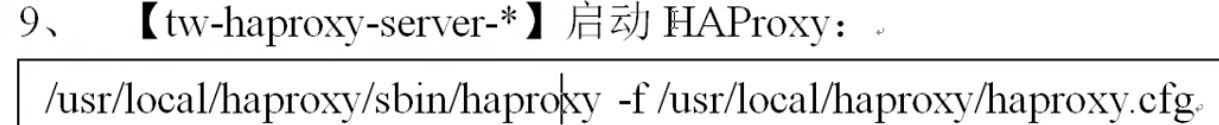 9、 【tw-haproxy-server-*】启动 HAProxy：
/usr/local/haproxy/sbin/haproxy -f /usr/local/haproxy/haproxy.cfg